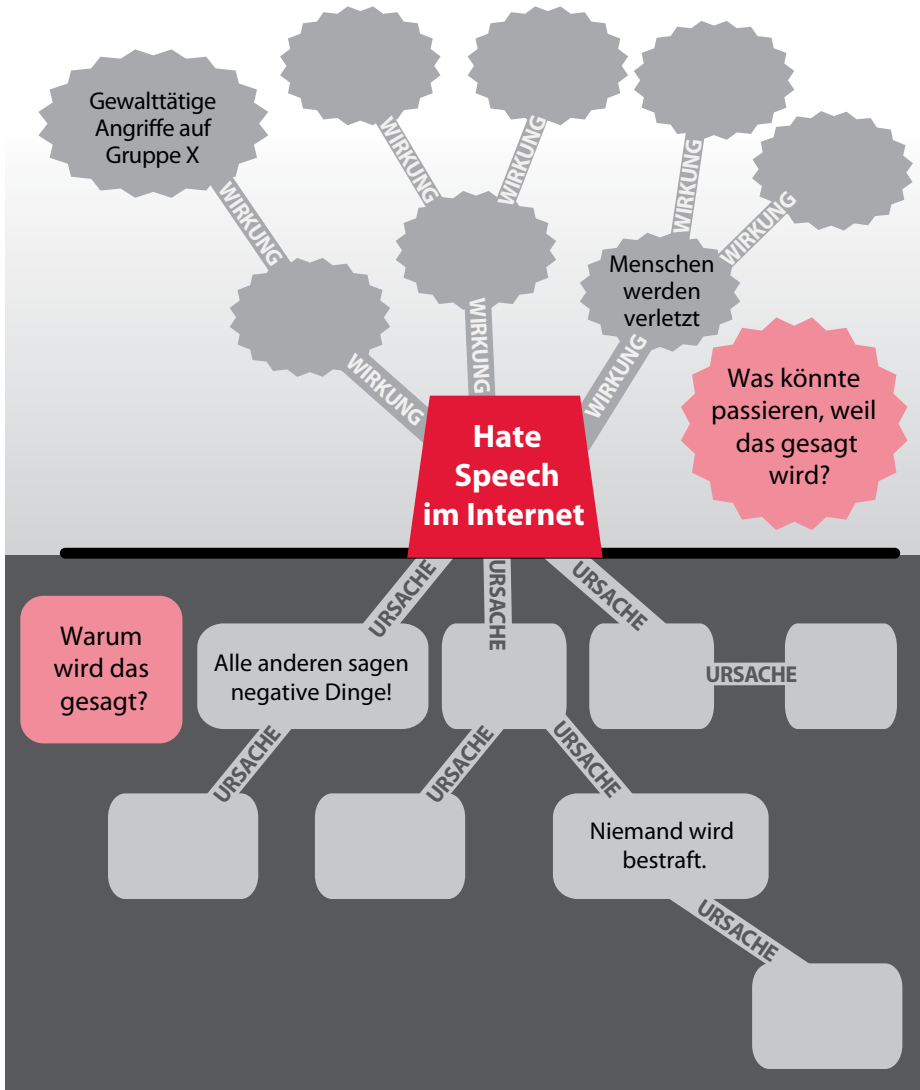 Gewalttätige
Angriffe auf
Gruppe X
WIRKUNG
WIRKUNG
WIRKUNG
WIRKUNG
WIRKUNG
Menschen
werden
verletzt
WIRKUNG
WIRKUNG
WIRKUNG
Was könnte
passieren, weil
das gesagt
wird?
Hate
Speech
im Internet
URSACHE
URSACHE
URSACHE
Warum
wird das
gesagt?
Alle anderen sagen
negative Dinge!
URSACHE
URSACHE
URSACHE
URSACHE
Niemand wird
bestraft.
URSACHE